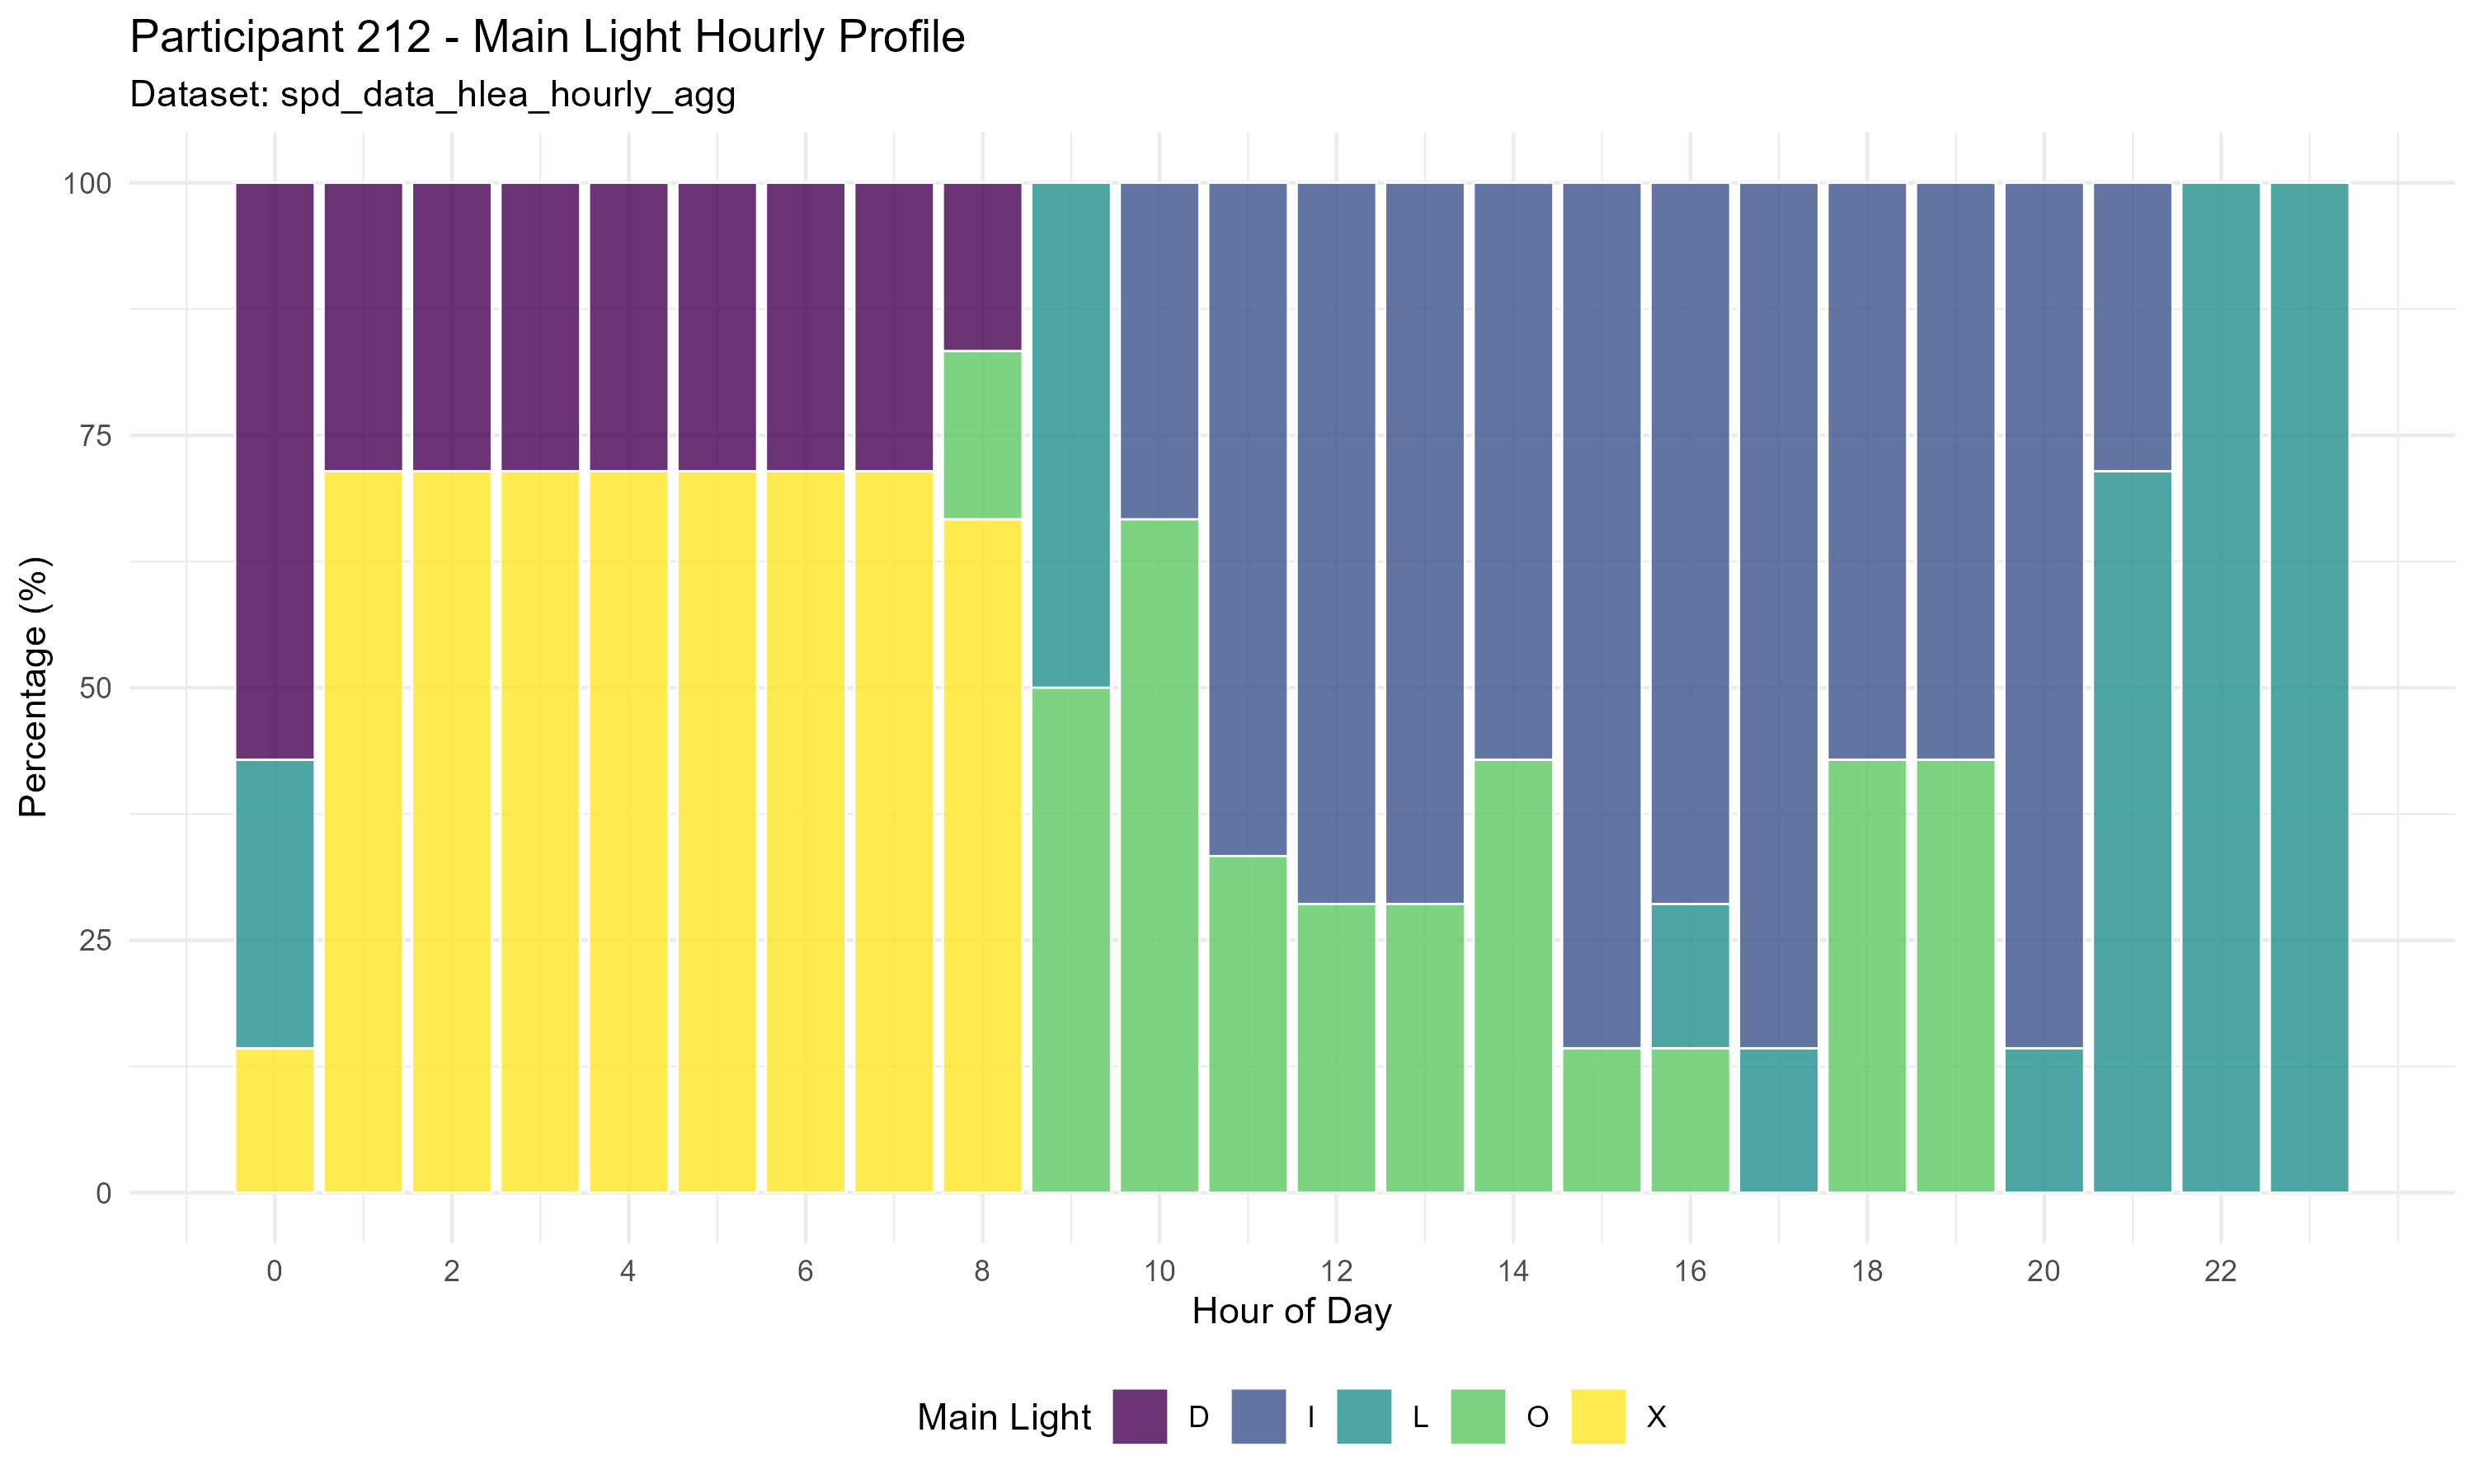 Participant 212 - Main Light Hourly Profile
Dataset: spd_data_hlea_hourly_agg
Percentage (%)
100
75
50
25
0
0 2 4 6 8 10 12 14 16 18 20 22
Hour of Day
Main Light D I L O X